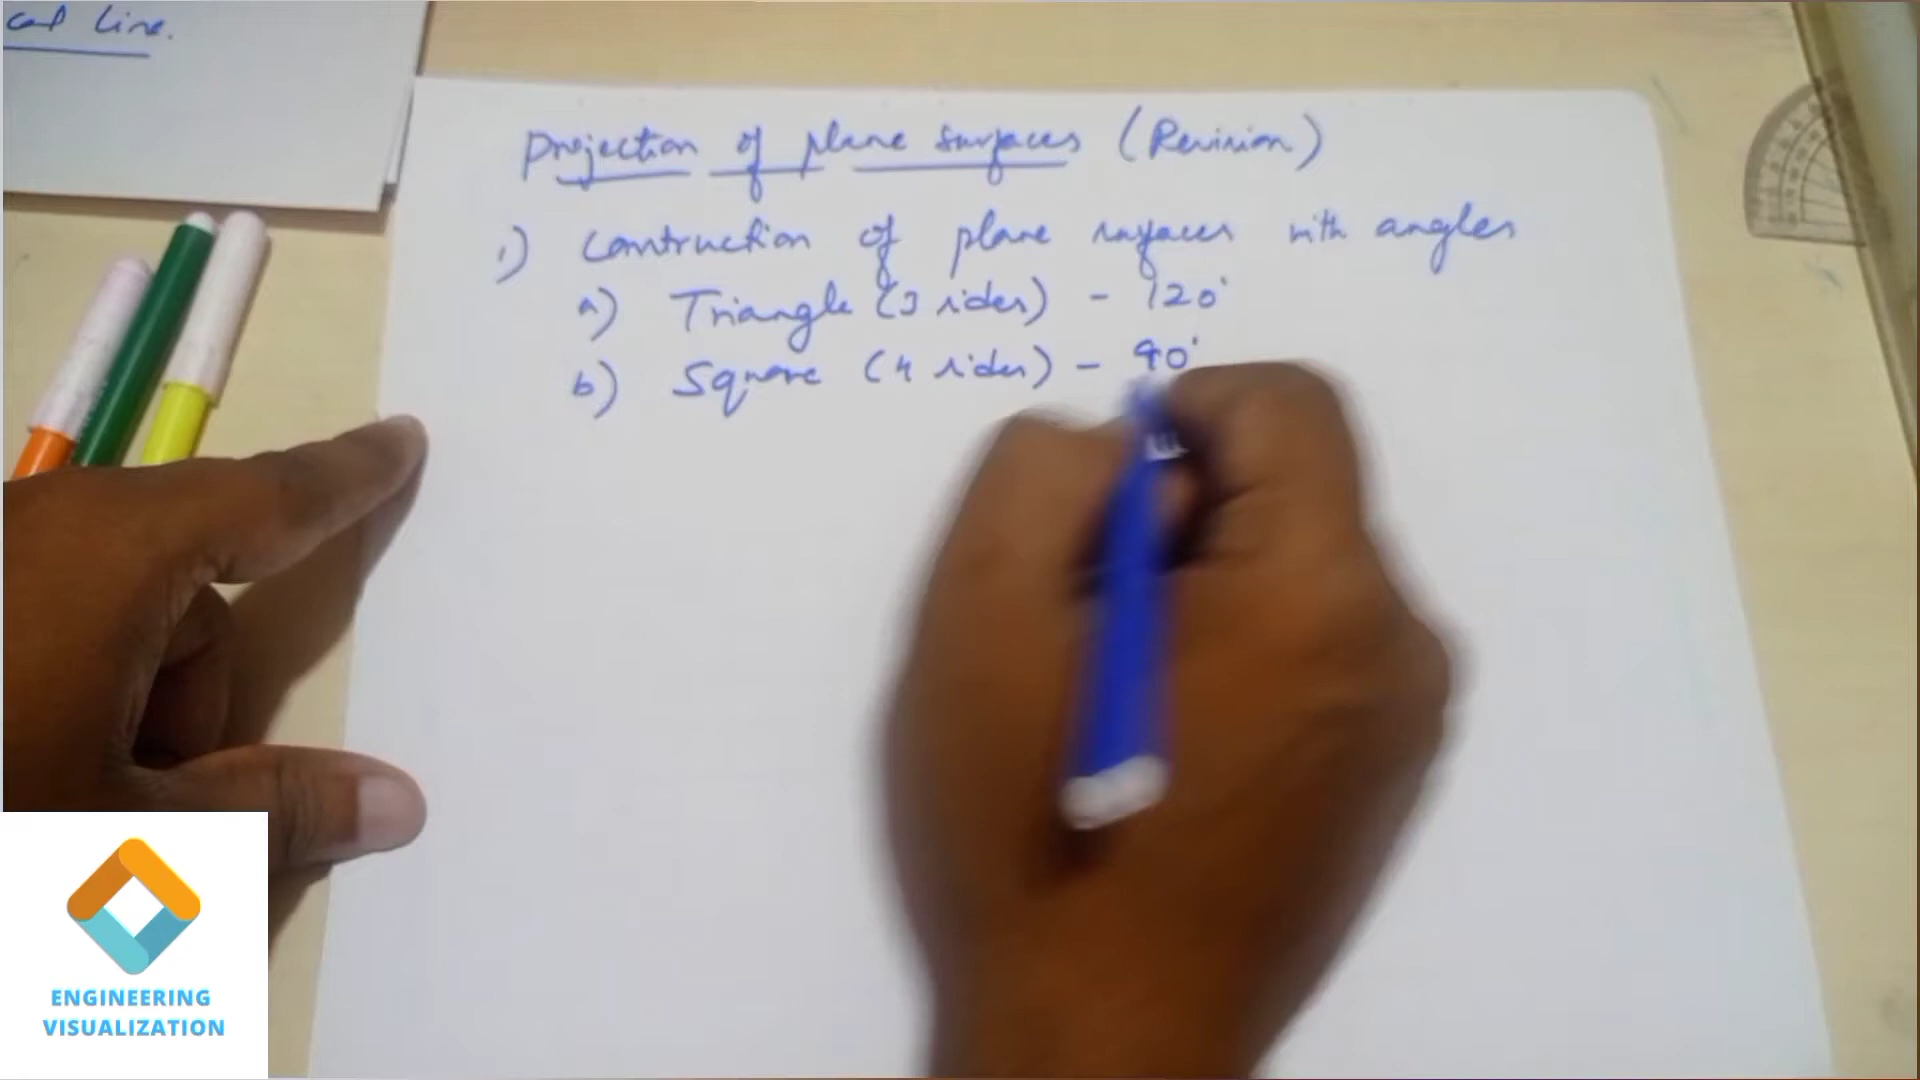 cal line.
Projection of plane surfaces (Revision)
1) Construction of plane surfaces with angles
a) Triangle (3 sides) - 120°
b) Square (4 sides) - 90°
ENGINEERING
VISUALIZATION